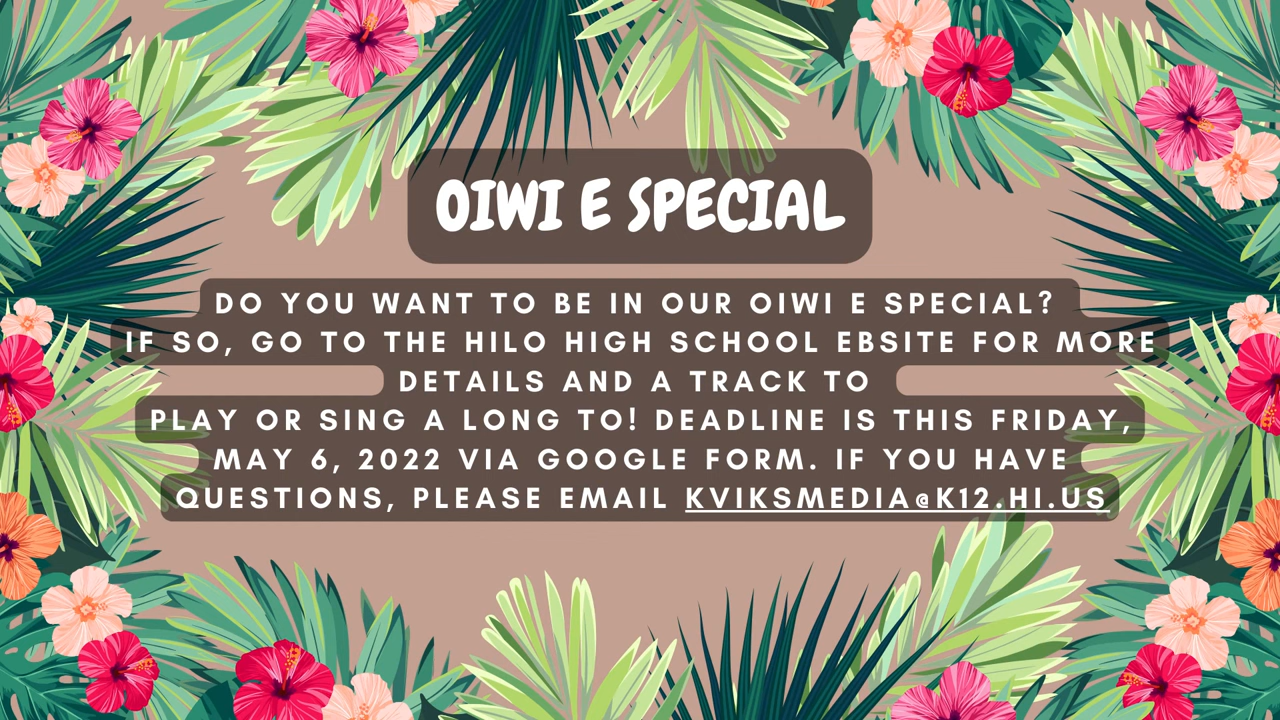 OIWI E SPECIAL
DO YOU WANT TO BE IN OUR OIWI E SPECIAL?
IF SO, GO TO THE HILO HIGH SCHOOL EBSITE FOR MORE
DETAILS AND A TRACK TO
PLAY OR SING A LONG TO! DEADLINE IS THIS FRIDAY,
MAY 6, 2022 VIA GOOGLE FORM. IF YOU HAVE
QUESTIONS, PLEASE EMAIL KVIKSMEDIA@K12.HI.US